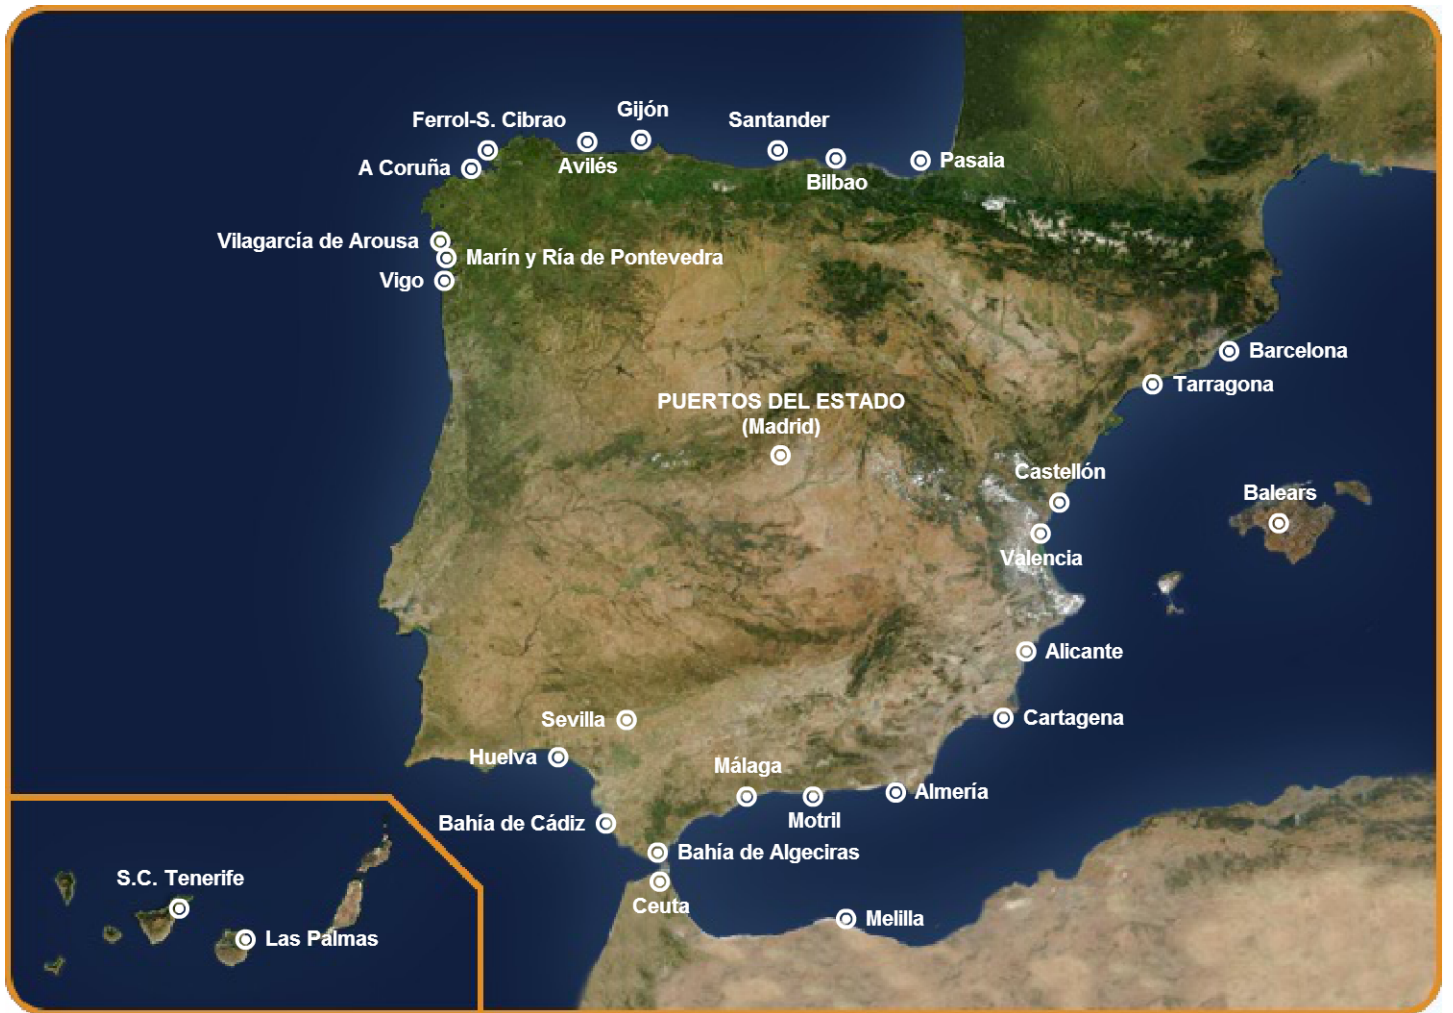 Gijón
Ferrol-S. Cibrao
Santander
A Coruña
Avilés
Bilbao
Pasaia
Vilagarcía de Arousa
Marín y Ría de Pontevedra
Vigo
Barcelona
Tarragona
PUERTOS DEL ESTADO
(Madrid)
Castellón
Balears
Valencia
Alicante
Sevilla
Cartagena
Huelva
Málaga
Almería
Motril
Bahía de Cádiz
Bahía de Algeciras
S.C. Tenerife
Ceuta
Melilla
Las Palmas